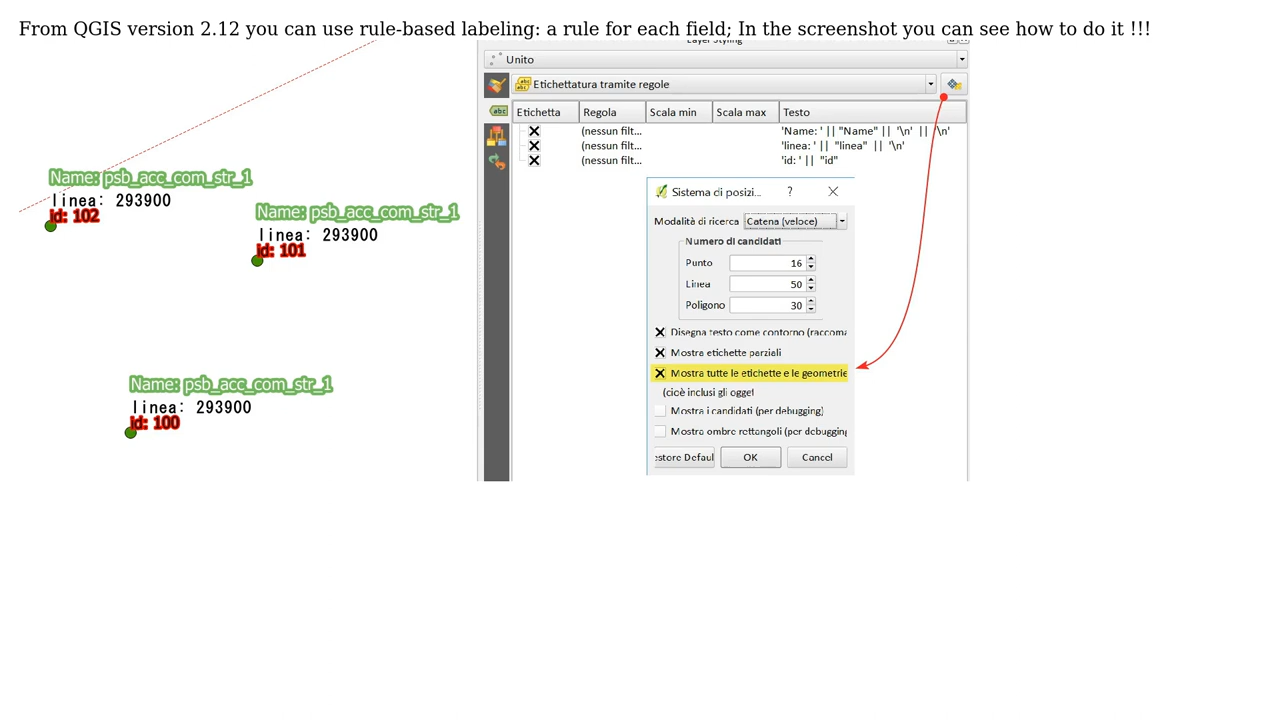 From QGIS version 2.12 you can use rule-based labeling: a rule for each field; In the screenshot you can see how to do it !!!
Unito
Etichettatura tramite regole
Etichetta Regola Scala min Scala max Testo
(nessun filt... 'Name: ' || "Name" || '\n' || '\n'
(nessun filt... 'linea: ' || "linea" || '\n'
(nessun filt... 'id: ' || "id"
Name: psb_acc_com_str_1
linea: 293900
id: 102
Name: psb_acc_com_str_1
linea: 293900
id: 101
Name: psb_acc_com_str_1
linea: 293900
id: 100
abc
Sistema di posizi... ?
Modalità di ricerca Catena (veloce)
Numero di candidati
Punto 16
Linea 50
Poligono 30
Disegna testo come contorno (raccoma
Mostra etichette parziali
Mostra tutte le etichette e le geometrie
(cioè inclusi gli ogget
Mostra i candidati (per debugging)
Mostra ombre rettangoli (per debugging
estore Defaul OK Cancel